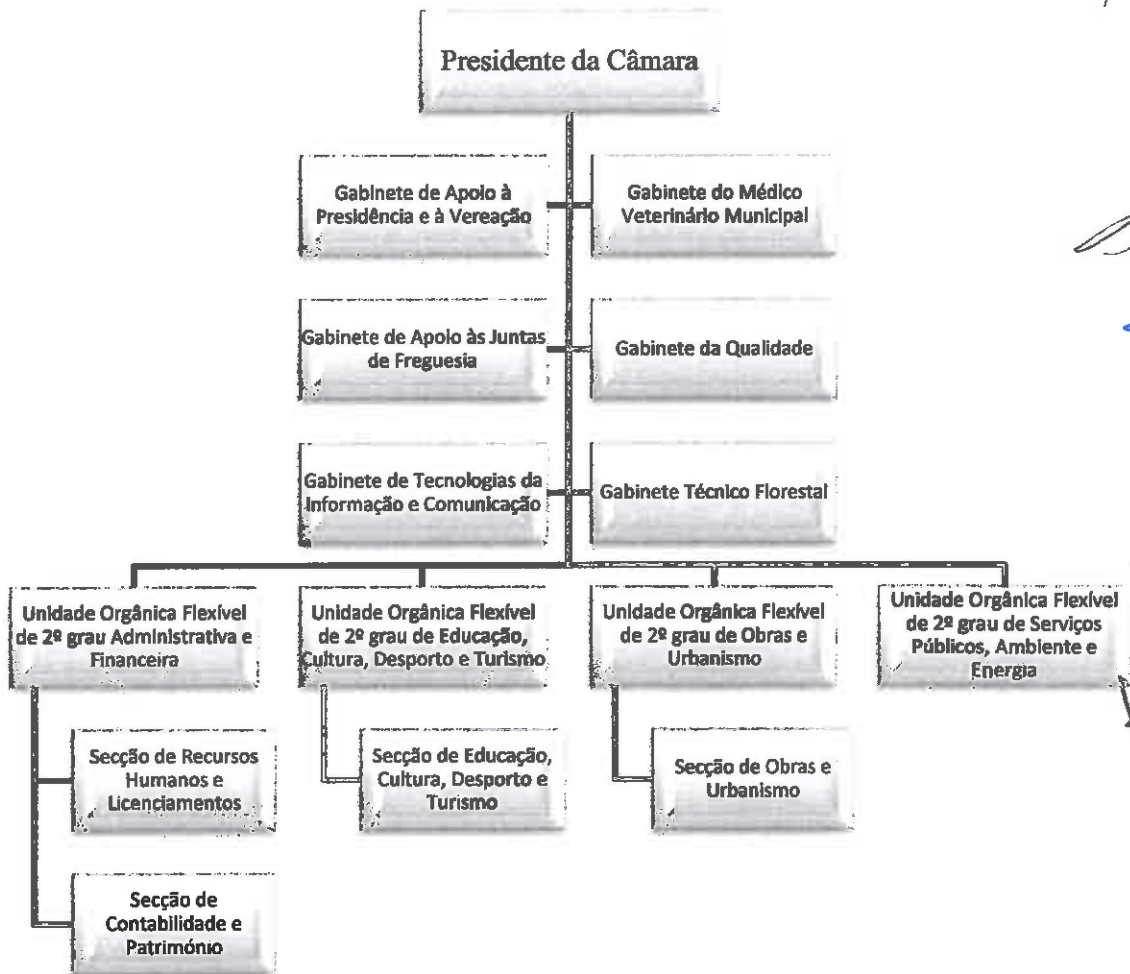 Presidente da Câmara
Gabinete de Apoio à
Presidência e à Vereação
Gabinete do Médico
Veterinário Municipal
Gabinete de Apoio às Juntas
de Freguesia
Gabinete da Qualidade
Gabinete de Tecnologias da
Informação e Comunicação
Gabinete Técnico Florestal
Unidade Orgânica Flexível
de 2º grau Administrativa e
Financeira
Unidade Orgânica Flexível
de 2º grau de Educação,
Cultura, Desporto e Turismo
Unidade Orgânica Flexível
de 2º grau de Obras e
Urbanismo
Unidade Orgânica Flexível
de 2º grau de Serviços
Públicos, Ambiente e
Energia
Secção de Recursos
Humanos e
Licenciamentos
Secção de Educação,
Cultura, Desporto e
Turismo
Secção de Obras e
Urbanismo
Secção de
Contabilidade e
Património